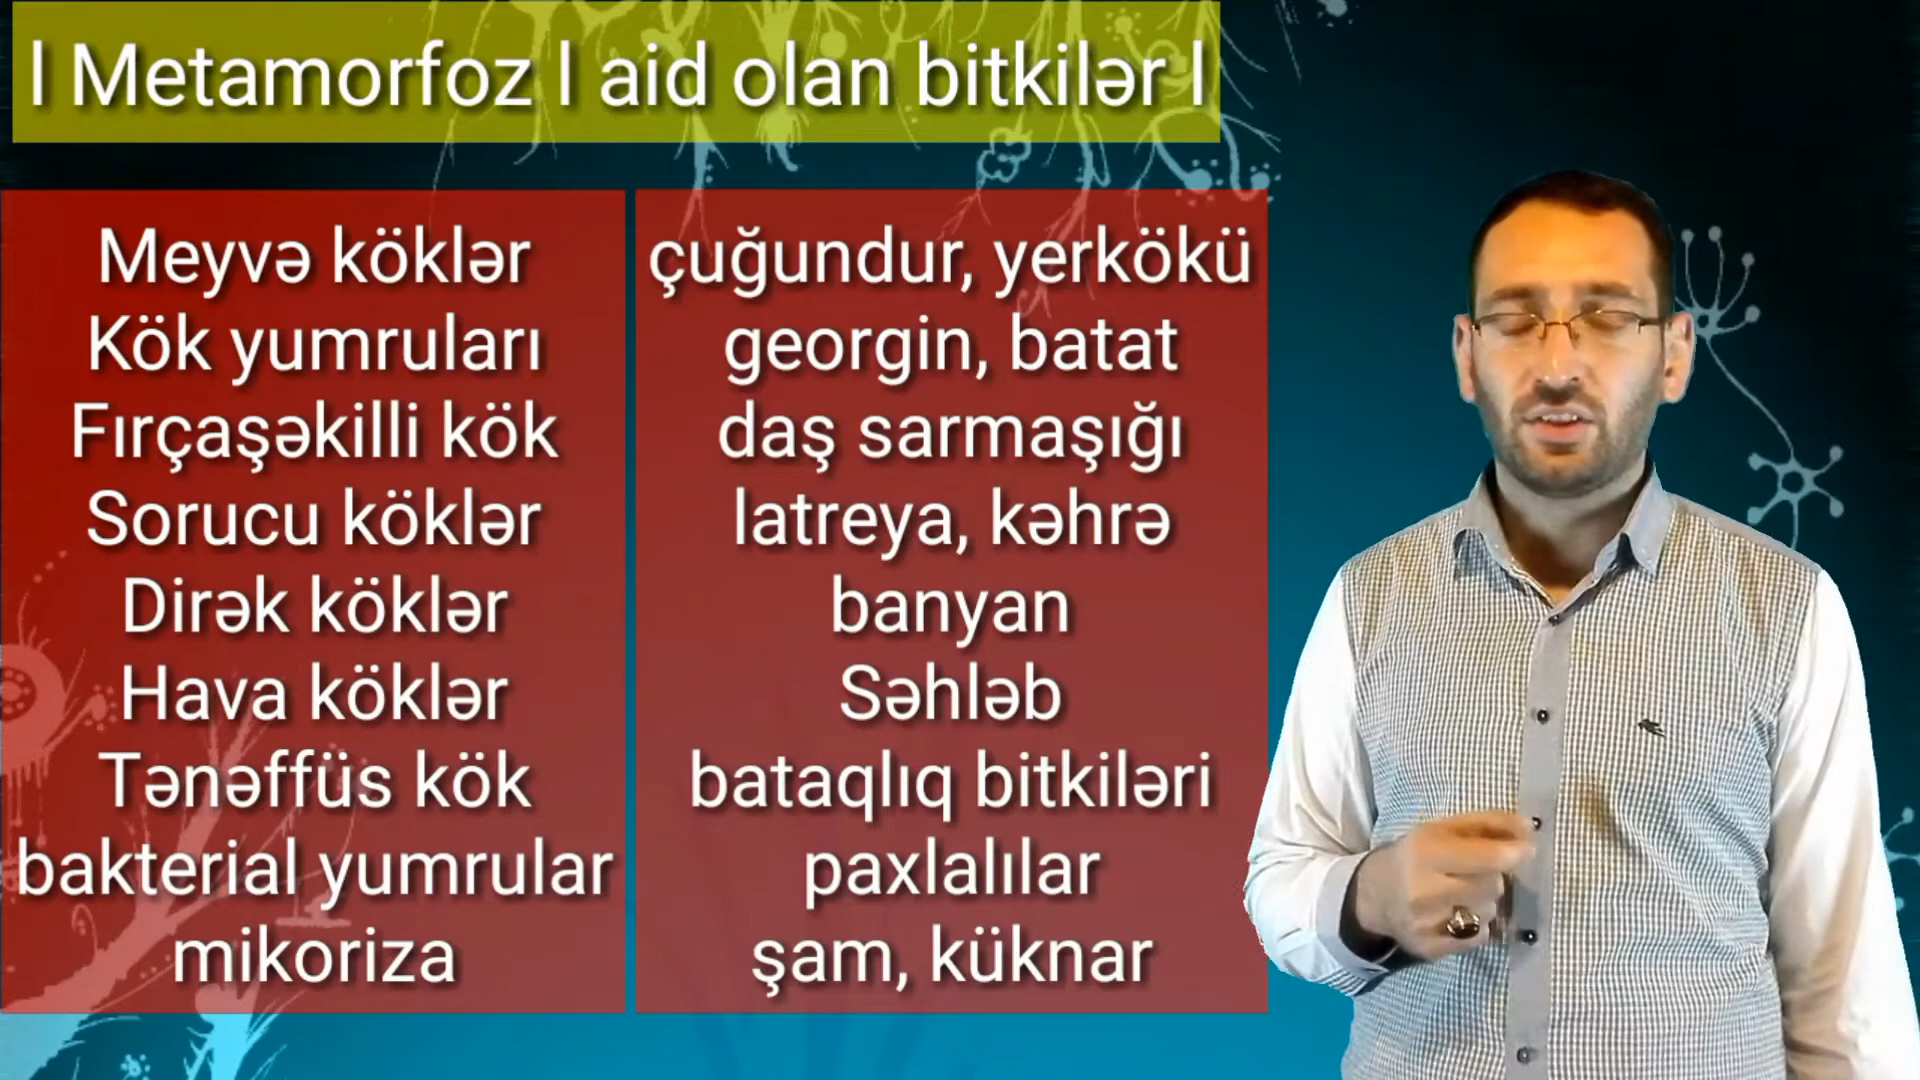 l Metamorfoz l aid olan bitkilər l
Meyvə köklər
Kök yumruları
Fırçaşəkilli kök
Sorucu köklər
Dirək köklər
Hava köklər
Tənəffüs kök
bakterial yumrular
mikoriza
çuğundur, yerkökü
georgin, batat
daş sarmaşığı
latreya, kəhrə
banyan
Səhləb
bataqlıq bitkiləri
paxlalılar
şam, küknar